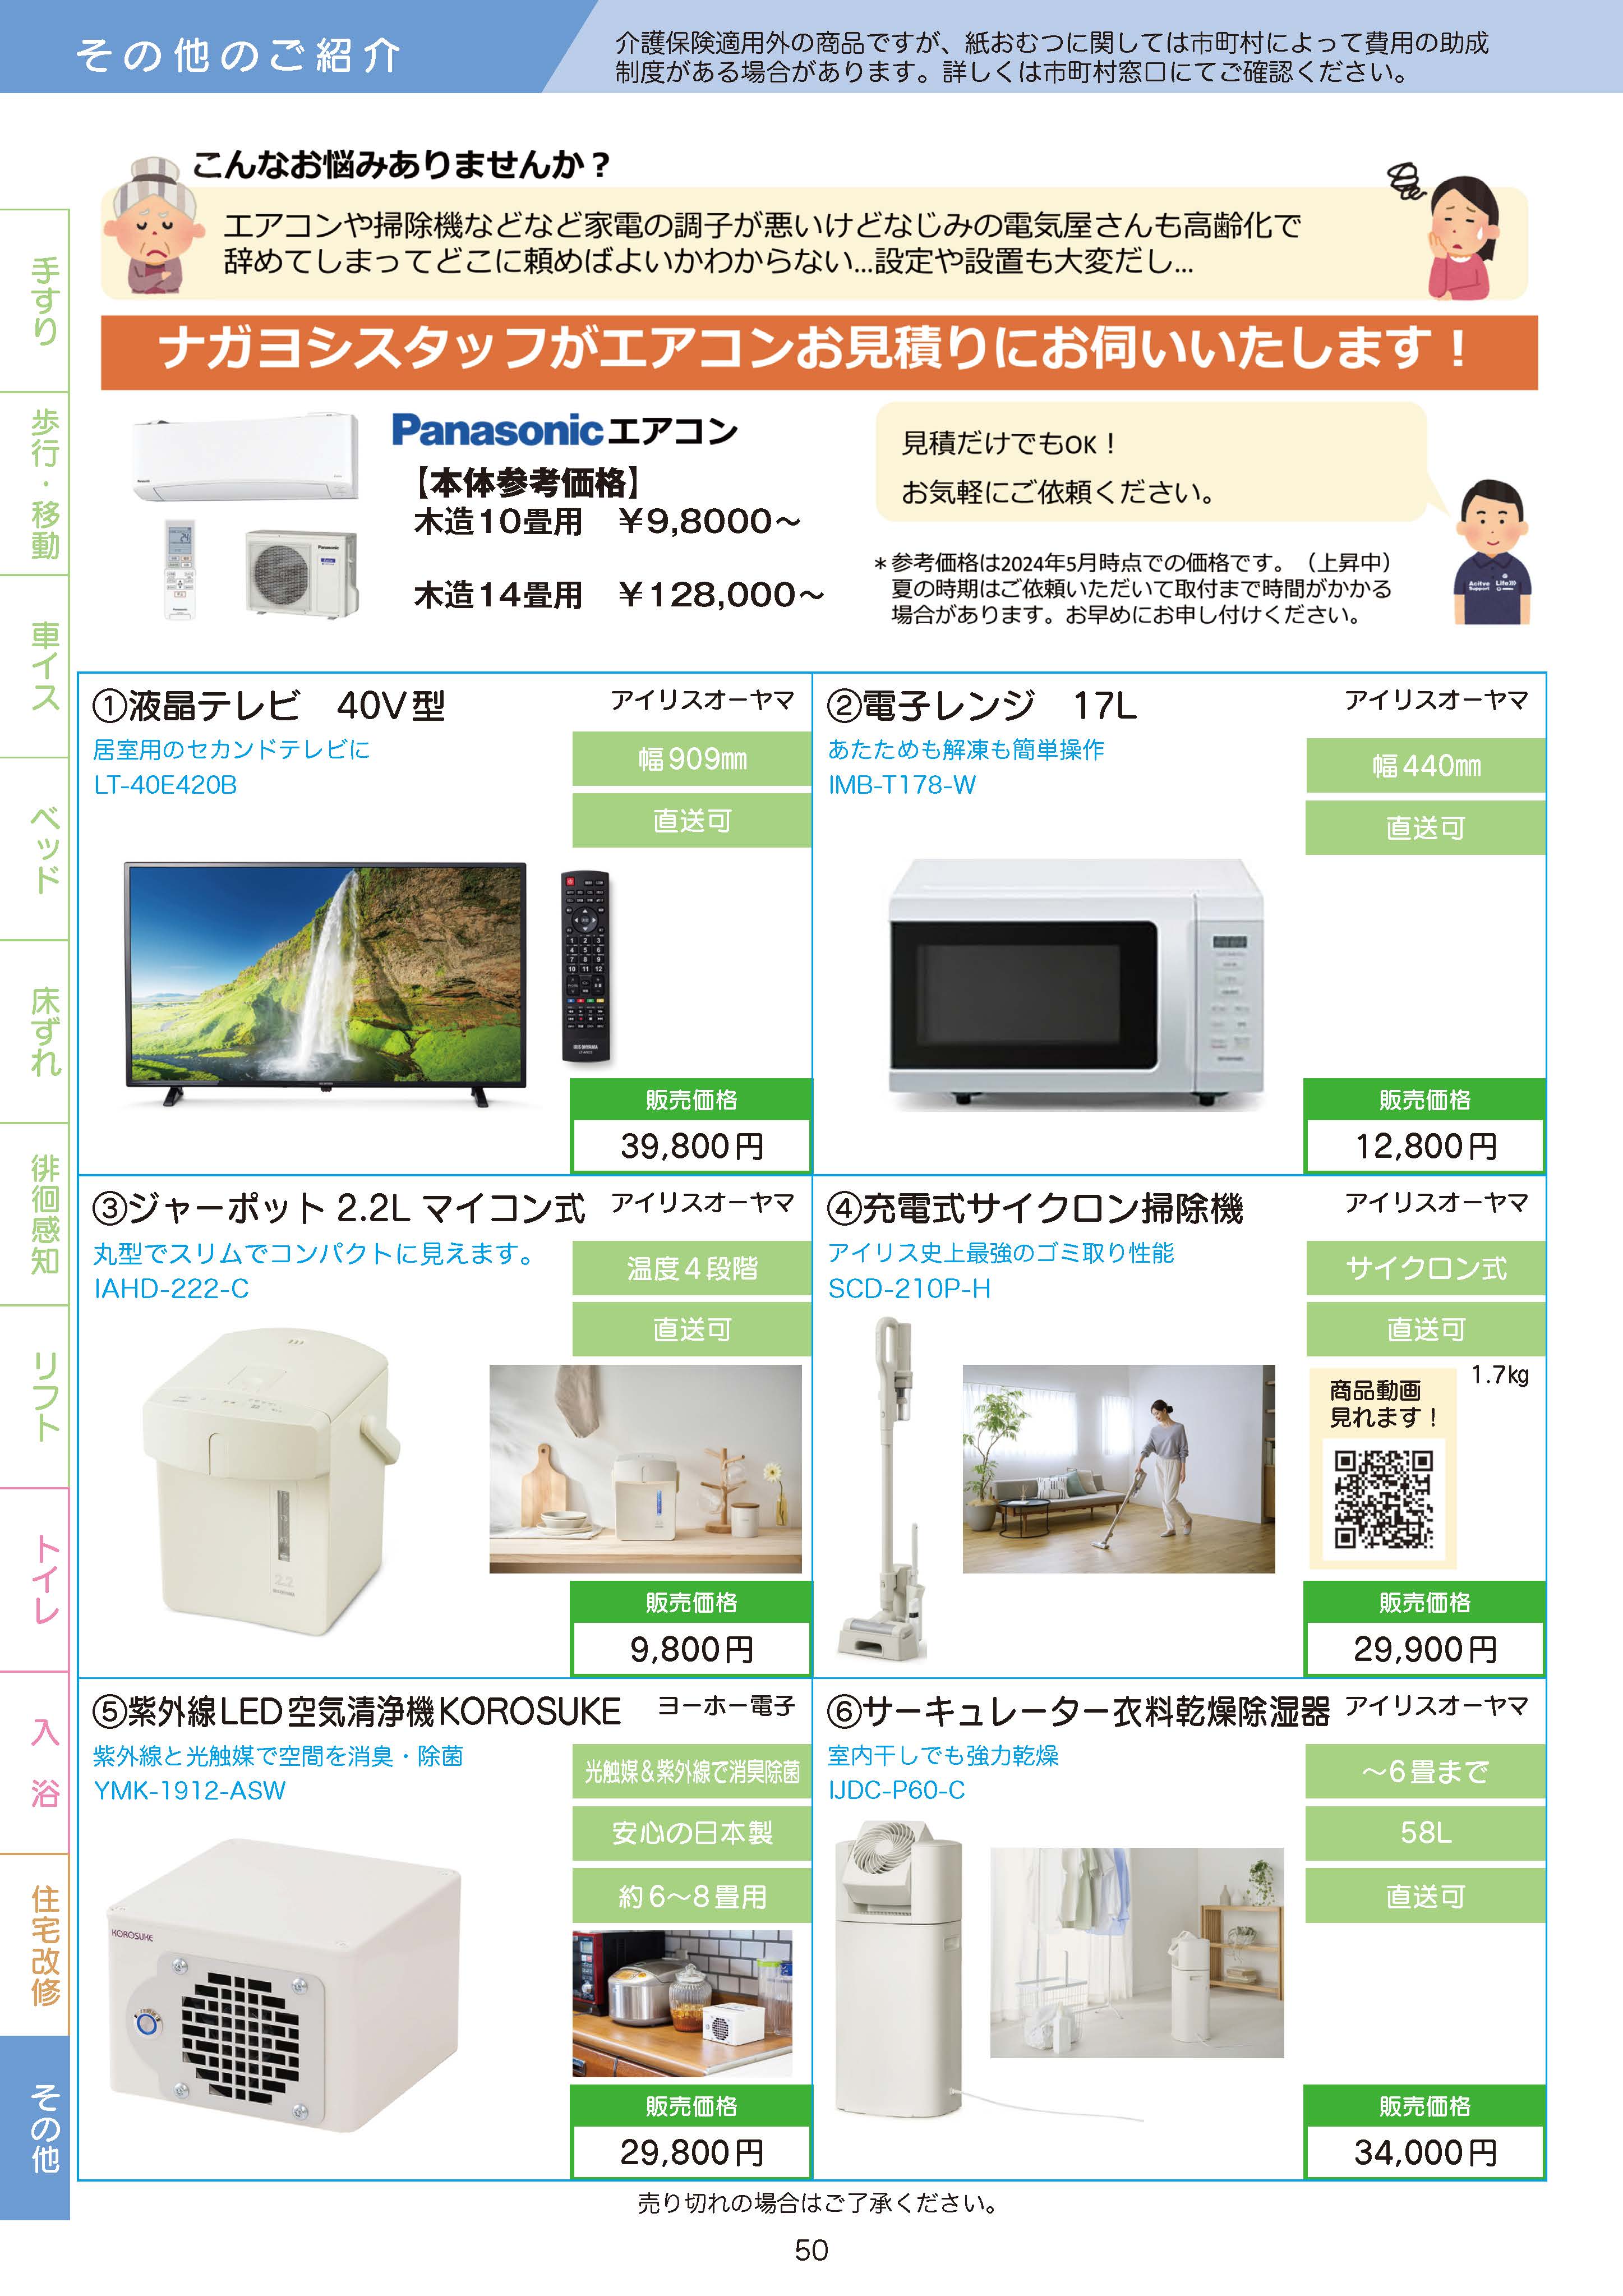 その他のご紹介
介護保険適用外の商品ですが、紙おむつに関しては市町村によって費用の助成
制度がある場合があります。詳しくは市町村窓口にてご確認ください。
こんなお悩みありませんか？
エアコンや掃除機などなど家電の調子が悪いけどなじみの電気屋さんも高齢化で
辞めてしまってどこに頼めばよいかわからない...設定や設置も大変だし...
ナガヨシスタッフがエアコンお見積りにお伺いいたします！
Panasonicエアコン
【本体参考価格】
木造10畳用　￥9,8000～
木造14畳用　￥128,000～
見積だけでもOK！
お気軽にご依頼ください。
＊参考価格は2024年5月時点での価格です。（上昇中）
夏の時期はご依頼いただいて取付まで時間がかかる
場合があります。お早めにお申し付けください。
手すり
歩行・移動
車イス
ベッド
床ずれ
徘徊感知
リフト
トイレ
入浴
住宅改修
その他
①液晶テレビ　40V型
アイリスオーヤマ
居室用のセカンドテレビに
LT-40E420B
幅909㎜
直送可
販売価格
39,800円
②電子レンジ　17L
アイリスオーヤマ
あたためも解凍も簡単操作
IMB-T178-W
幅440㎜
直送可
販売価格
12,800円
③ジャーポット 2.2L マイコン式
アイリスオーヤマ
丸型でスリムでコンパクトに見えます。
IAHD-222-C
温度４段階
直送可
2.2
販売価格
9,800円
④充電式サイクロン掃除機
アイリスオーヤマ
アイリス史上最強のゴミ取り性能
SCD-210P-H
サイクロン式
直送可
1.7kg
商品動画
見れます！
販売価格
29,900円
⑤紫外線LED空気清浄機KOROSUKE
ヨーホー電子
紫外線と光触媒で空間を消臭・除菌
YMK-1912-ASW
光触媒＆紫外線で消臭除菌
安心の日本製
約6～8畳用
KOROSUKE
販売価格
29,800円
⑥サーキュレーター衣料乾燥除湿器
アイリスオーヤマ
室内干しでも強力乾燥
IJDC-P60-C
～6畳まで
58L
直送可
販売価格
34,000円
売り切れの場合はご了承ください。
50